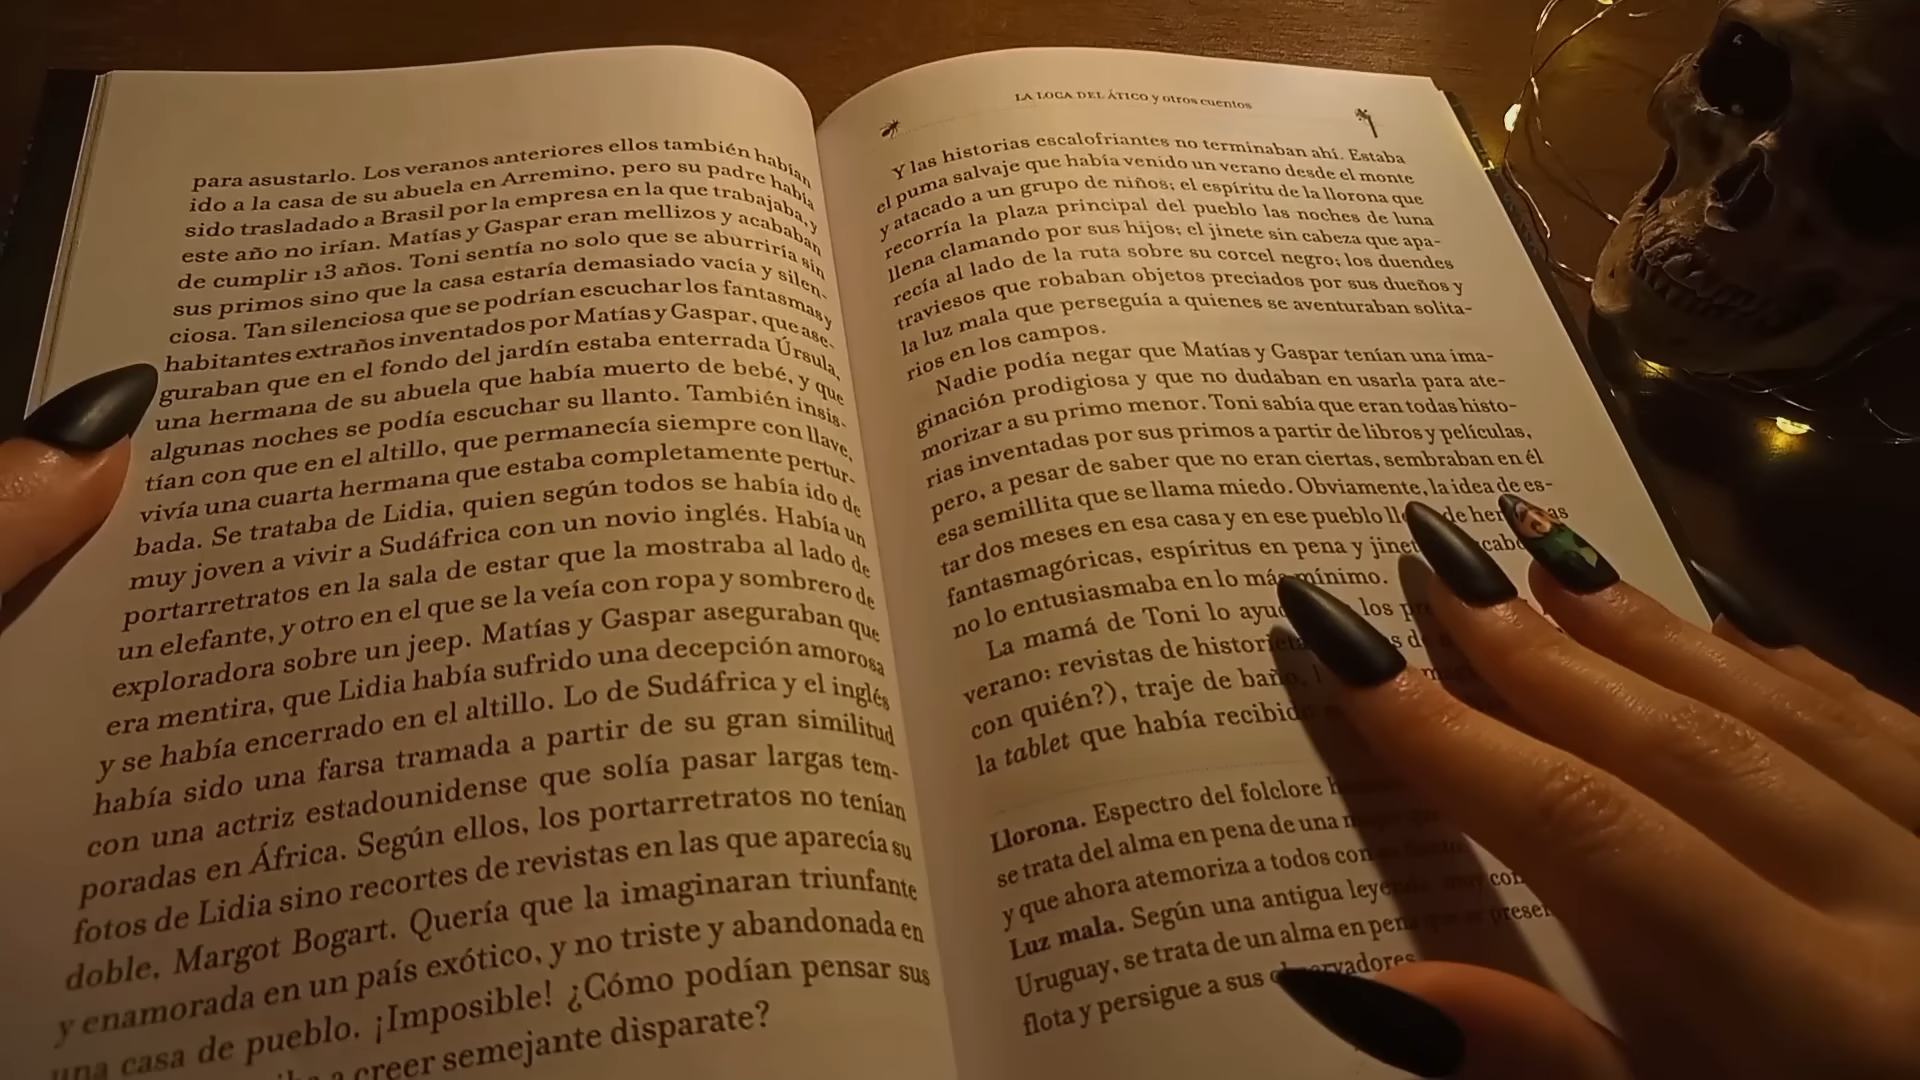 para asustarlo. Los veranos anteriores ellos también habían
ido a la casa de su abuela en Arremino, pero su padre había
sido trasladado a Brasil por la empresa en la que trabajaba, y
este año no irían. Matías y Gaspar eran mellizos y acababan
de cumplir 13 años. Toni sentía no solo que se aburriría sin
sus primos sino que la casa estaría demasiado vacía y silen-
ciosa. Tan silenciosa que se podrían escuchar los fantasmas y
habitantes extraños inventados por Matías y Gaspar, que ase-
guraban que en el fondo del jardín estaba enterrada Úrsula,
una hermana de su abuela que había muerto de bebé, y que
algunas noches se podía escuchar su llanto. También insis-
tían con que en el altillo, que permanecía siempre con llave,
vivía una cuarta hermana que estaba completamente pertur-
bada. Se trataba de Lidia, quien según todos se había ido de
muy joven a vivir a Sudáfrica con un novio inglés. Había un
portarretratos en la sala de estar que la mostraba al lado de
un elefante, y otro en el que se la veía con ropa y sombrero de
exploradora sobre un jeep. Matías y Gaspar aseguraban que
era mentira, que Lidia había sufrido una decepción amorosa
y se había encerrado en el altillo. Lo de Sudáfrica y el inglés
había sido una farsa tramada a partir de su gran similitud
con una actriz estadounidense que solía pasar largas tem-
poradas en África. Según ellos, los portarretratos no tenían
fotos de Lidia sino recortes de revistas en las que aparecía su
doble, Margot Bogart. Quería que la imaginaran triunfante
y enamorada en un país exótico, y no triste y abandonada en
una casa de pueblo. ¡Imposible! ¿Cómo podían pensar sus
a creer semejante disparate?
LA LOCA DEL ÁTICO y otros cuentos
Y las historias escalofriantes no terminaban ahí. Estaba
el puma salvaje que había venido un verano desde el monte
y atacado a un grupo de niños; el espíritu de la llorona que
recorría la plaza principal del pueblo las noches de luna
llena clamando por sus hijos; el jinete sin cabeza que apa-
recía al lado de la ruta sobre su corcel negro; los duendes
traviesos que robaban objetos preciados por sus dueños y
la luz mala que perseguía a quienes se aventuraban solita-
rios en los campos.
Nadie podía negar que Matías y Gaspar tenían una ima-
ginación prodigiosa y que no dudaban en usarla para ate-
morizar a su primo menor. Toni sabía que eran todas histo-
rias inventadas por sus primos a partir de libros y películas,
pero, a pesar de saber que no eran ciertas, sembraban en él
esa semillita que se llama miedo. Obviamente, la idea de es-
tar dos meses en esa casa y en ese pueblo de
fantasmagóricas, espíritus en pena y
no lo entusiasmaba en lo más mínimo.
La mamá de Toni lo los
verano: revistas de
con quién?), traje de baño,
la tablet que había
Llorona. Espectro del folclore
se trata del alma en pena de una
y que ahora atemoriza a todos con
Luz mala. Según una antigua
Uruguay, se trata de un alma en pena
flota y persigue a sus observadores.